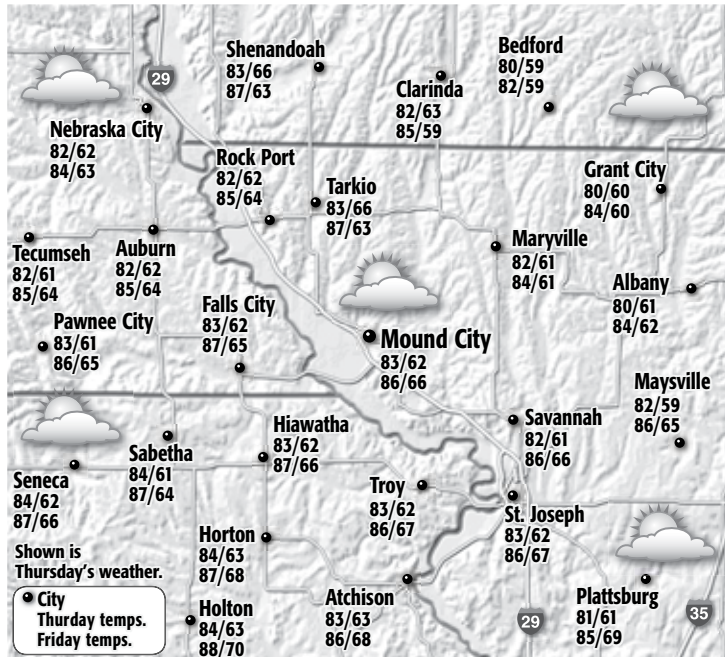 Shenandoah
83/66
87/63
Bedford
80/59
82/59
29
Clarinda
82/63
85/59
Nebraska City
82/62
84/63
Rock Port
82/62
85/64
Tarkio
83/66
87/63
Grant City
80/60
84/60
Tecumseh
82/61
85/64
Auburn
82/62
85/64
Maryville
82/61
84/61
Albany
80/61
84/62
Falls City
83/62
87/65
Pawnee City
83/61
86/65
Mound City
83/62
86/66
Maysville
82/59
86/65
Hiawatha
83/62
87/66
Savannah
82/61
86/66
Sabetha
84/61
87/64
Seneca
84/62
87/66
Troy
83/62
86/67
St. Joseph
83/62
86/67
Horton
84/63
87/68
Shown is
Thursday's weather.
City
Thurday temps.
Friday temps.
Holton
84/63
88/70
Atchison
83/63
86/68
29
Plattsburg
81/61
85/69
35